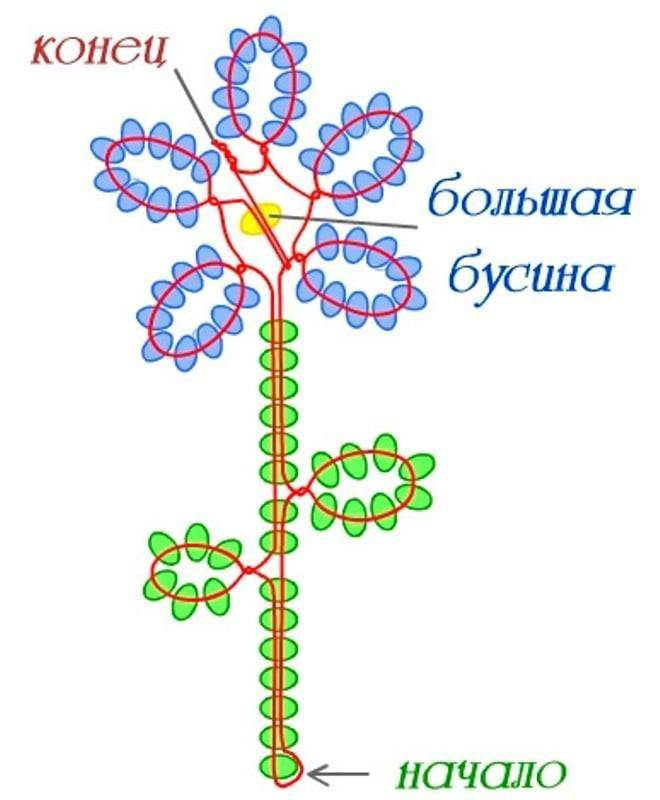 конец
большая
бусина
начало